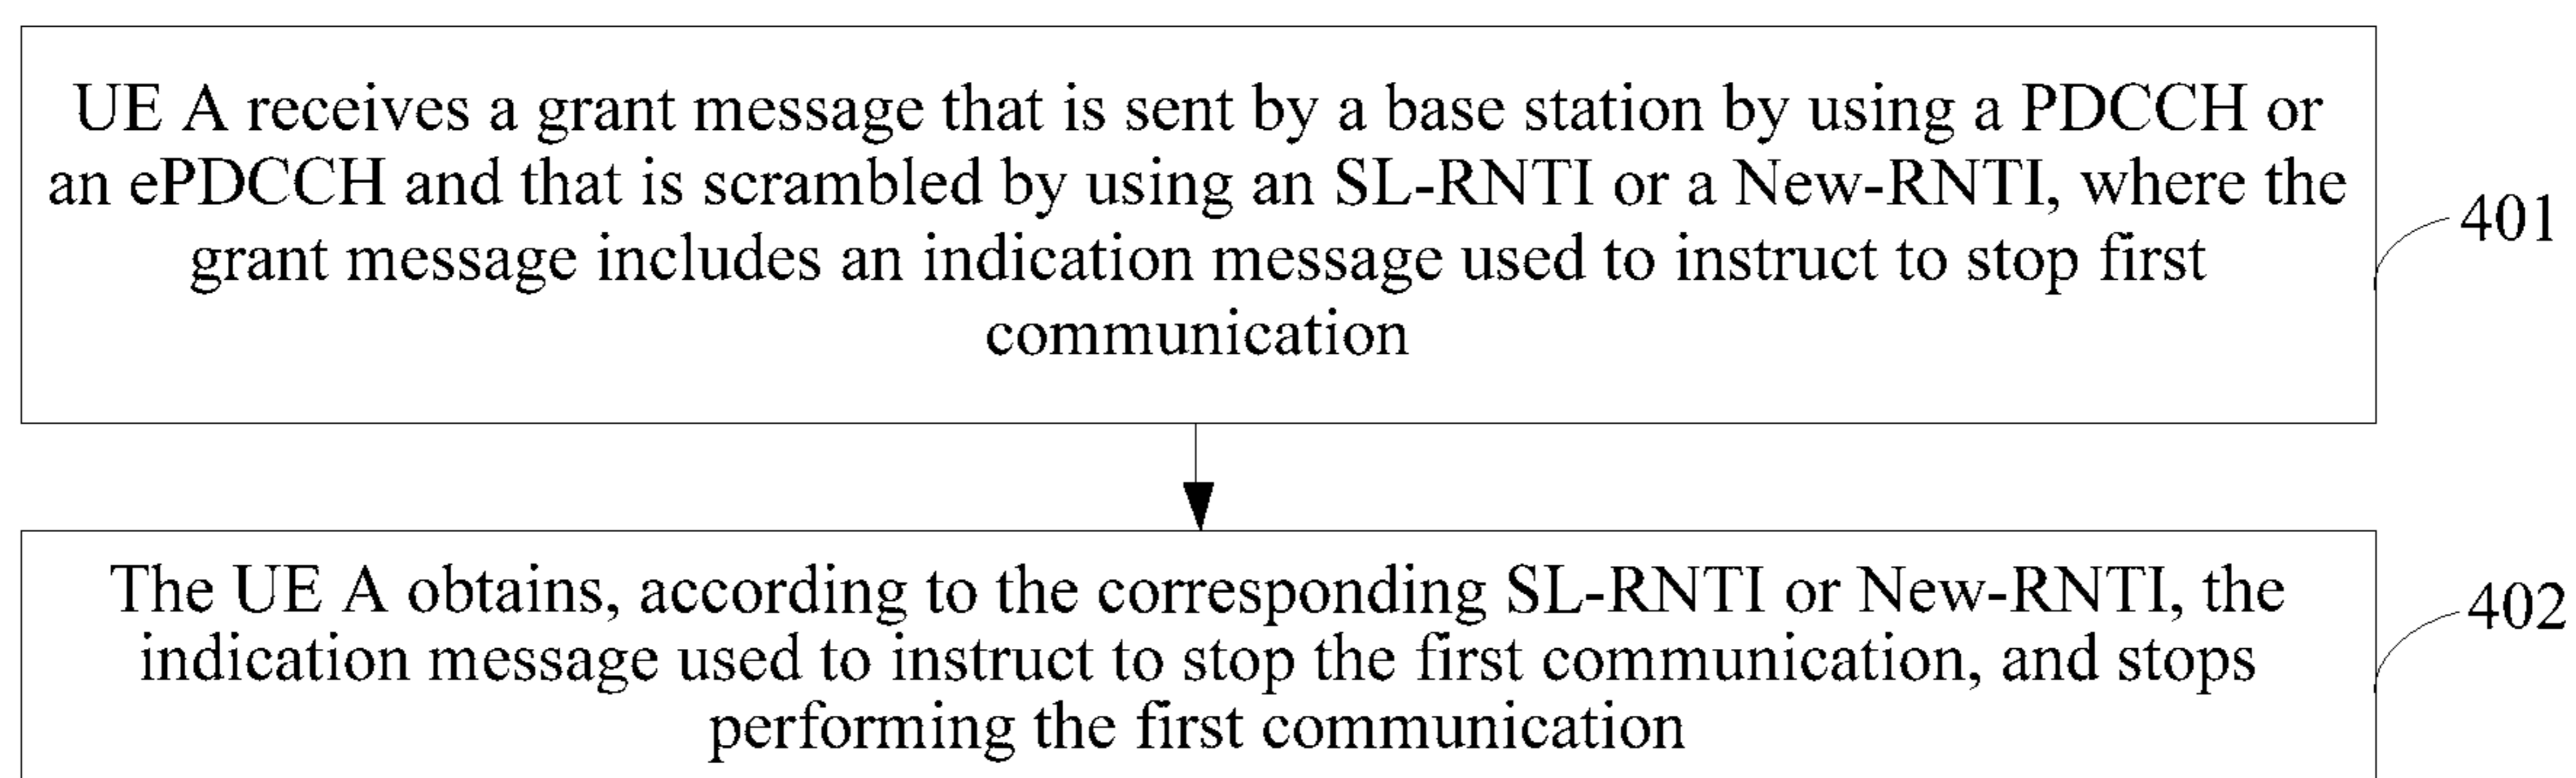 UE A receives a grant message that is sent by a base station by using a PDCCH or
an ePDCCH and that is scrambled by using an SL-RNTI or a New-RNTI, where the
grant message includes an indication message used to instruct to stop first
communication
401
The UE A obtains, according to the corresponding SL-RNTI or New-RNTI, the
indication message used to instruct to stop the first communication, and stops
performing the first communication
402